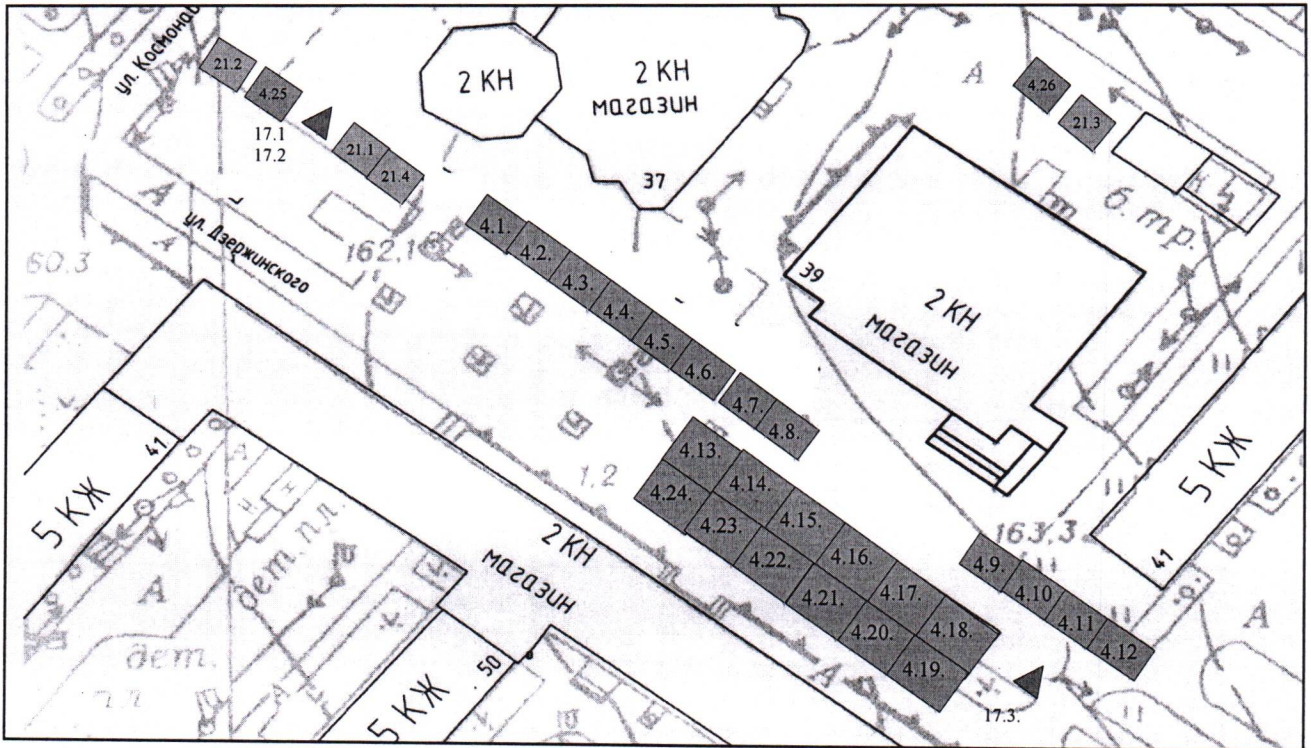 ул. Космонав
21.2
4.25
17.1
17.2
21.1
21.4
2 КН
2 КН
магазин
37
А
4.26
21.3
б. тр.
А
А
ул. Дзержинского
60.3
162.1
4.1.
4.2.
4.3.
4.4.
4.5.
4.6.
4.7.
4.8.
39
2 КН
магазин
41
5 КЖ
А
дет. пл.
А
дет.
1.2
2 КН
магазин
4.13.
4.14.
4.15.
4.16.
4.17.
4.18.
4.24.
4.23.
4.22.
4.21.
4.20.
4.19.
163,3
4.9.
4.10
4.11
4.12
5 КЖ
41
А
А
50
5 КЖ
17.3.